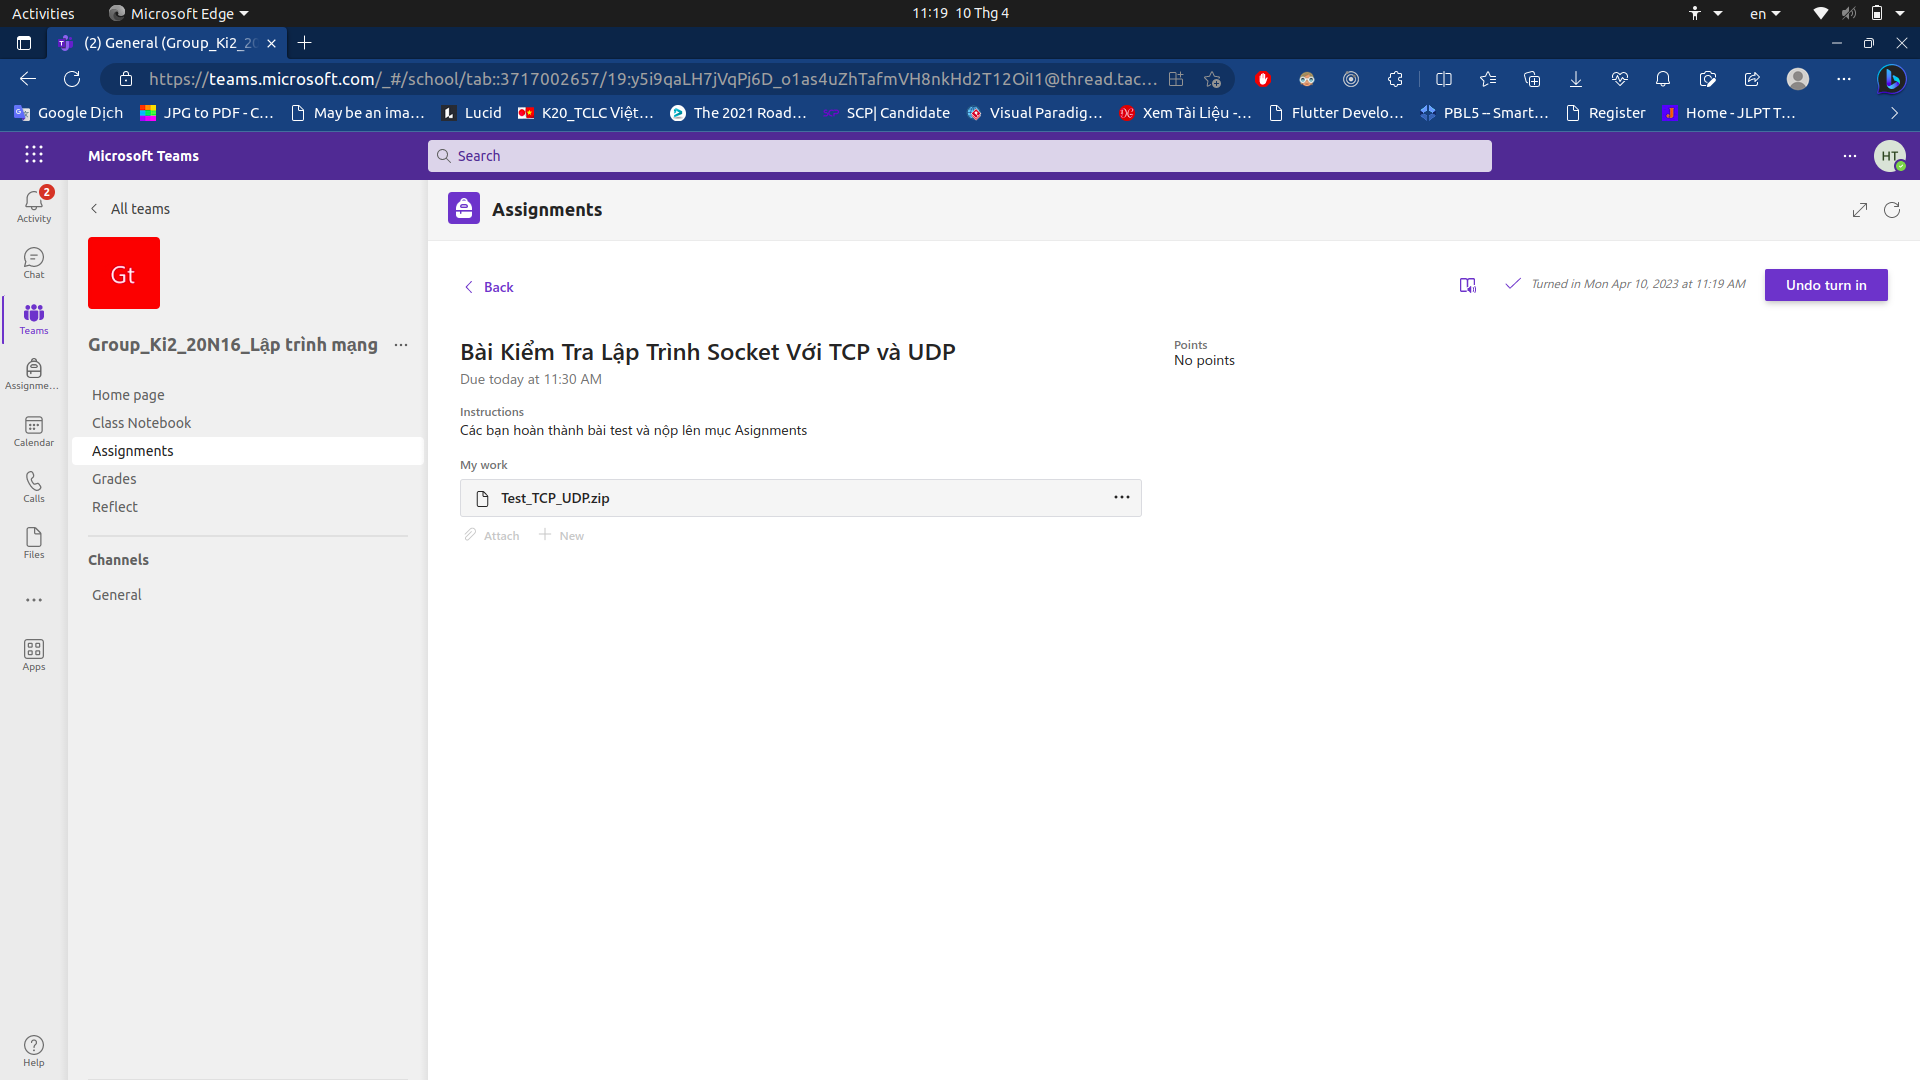 Activities
Microsoft Edge
11:19 10 Thg 4
en
(2) General (Group_Ki2_20
https://teams.microsoft.com/_#/school/tab::3717002657/19:y5i9qaLH7jVqPj6D_o1as4uZhTafmVH8nkHd2T12OiI1@thread.tac…
Google Dịch
JPG to PDF - C…
May be an ima…
Lucid
K20_TCLC Việt…
The 2021 Road…
SCP| Candidate
Visual Paradig…
Xem Tài Liệu -…
Flutter Develo…
PBL5 – Smart…
Register
Home - JLPT T…
Microsoft Teams
Search
HT
2
Activity
Chat
Teams
Assignme…
Calendar
Calls
Files
Apps
Help
All teams
Gt
Group_Ki2_20N16_Lập trình mạng
Home page
Class Notebook
Assignments
Grades
Reflect
Channels
General
Assignments
Back
Turned in Mon Apr 10, 2023 at 11:19 AM
Undo turn in
Bài Kiểm Tra Lập Trình Socket Với TCP và UDP
Due today at 11:30 AM
Points
No points
Instructions
Các bạn hoàn thành bài test và nộp lên mục Asignments
My work
Test_TCP_UDP.zip
Attach
New